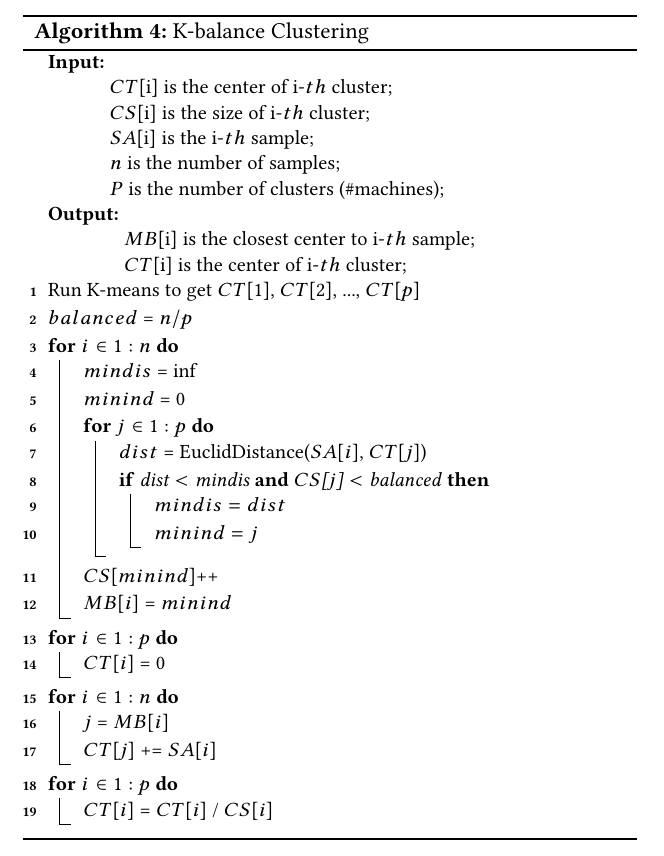 Algorithm 4: K-balance Clustering
Input:
CT[i] is the center of i-th cluster;
CS[i] is the size of i-th cluster;
SA[i] is the i-th sample;
n is the number of samples;
P is the number of clusters (#machines);
Output:
MB[i] is the closest center to i-th sample;
CT[i] is the center of i-th cluster;
1 Run K-means to get CT[1], CT[2], ..., CT[p]
2 balanced = n/p
3 for i ∈ 1 : n do
4 mindis = inf
5 minind = 0
6 for j ∈ 1 : p do
7 dist = EuclidDistance(SA[i], CT[j])
8 if dist < mindis and CS[j] < balanced then
9 mindis = dist
10 minind = j
11 CS[minind]++
12 MB[i] = minind
13 for i ∈ 1 : p do
14 CT[i] = 0
15 for i ∈ 1 : n do
16 j = MB[i]
17 CT[j] += SA[i]
18 for i ∈ 1 : p do
19 CT[i] = CT[i] / CS[i]